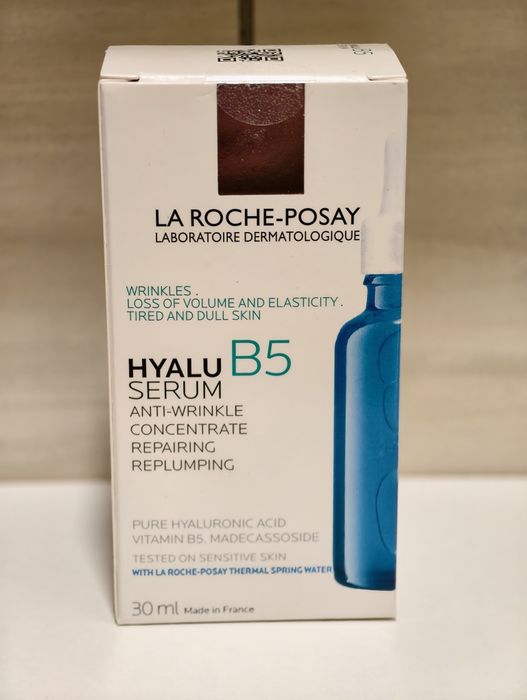 LA ROCHE-POSAY
LABORATOIRE DERMATOLOGIQUE
WRINKLES .
LOSS OF VOLUME AND ELASTICITY .
TIRED AND DULL SKIN
HYALU B5
SERUM
ANTI-WRINKLE
CONCENTRATE
REPAIRING
REPLUMPING
PURE HYALURONIC ACID
VITAMIN B5. MADECASSOSIDE
TESTED ON SENSITIVE SKIN
WITH LA ROCHE-POSAY THERMAL SPRING WATER
30 ml Made in France